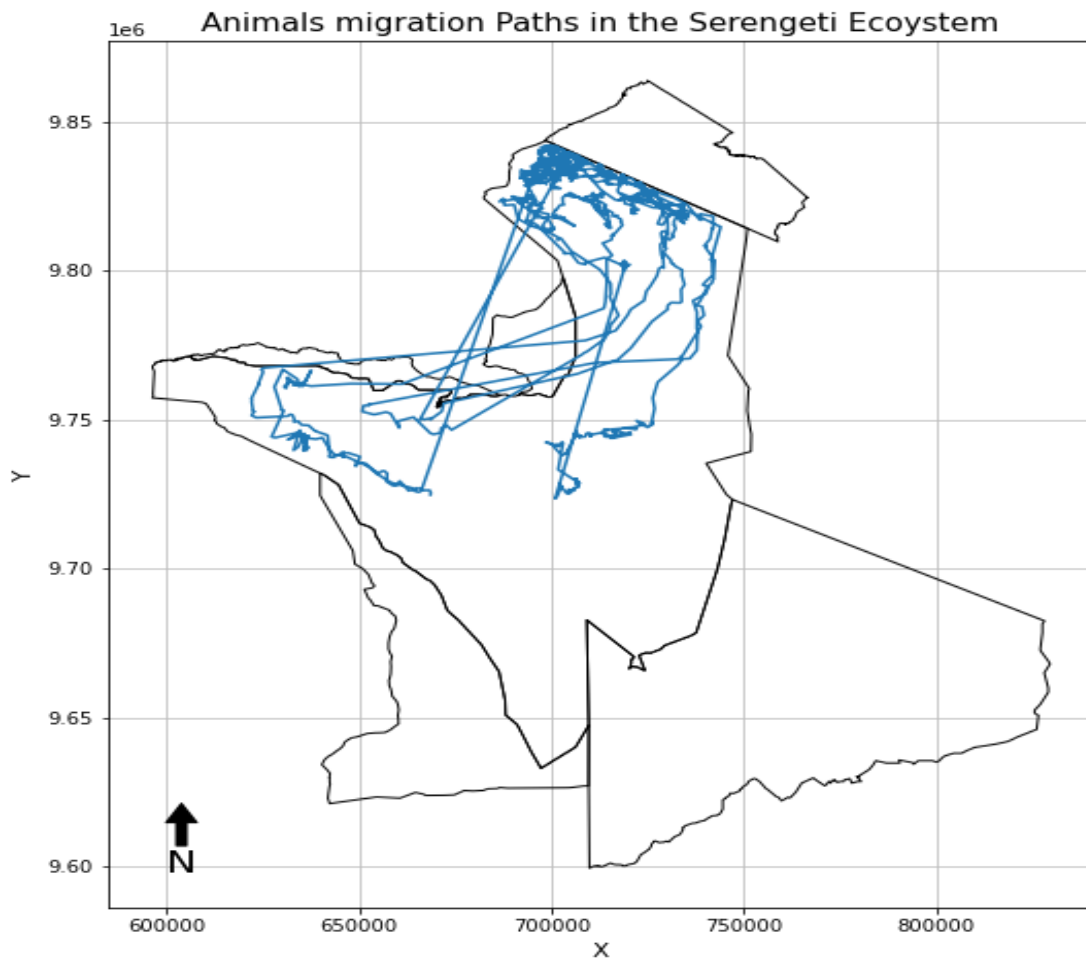 Animals migration Paths in the Serengeti Ecoystem
1e6
9.85
9.80
9.75
Y
9.70
9.65
9.60
N
600000 650000 700000 750000 800000
X